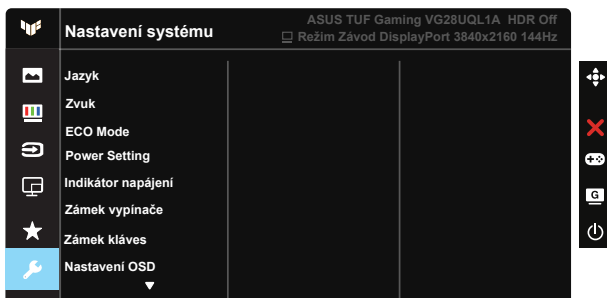 Nastavení systému
ASUS TUF Gaming VG28UQL1A HDR Off
Režim Závod DisplayPort 3840x2160 144Hz
Jazyk
Zvuk
ECO Mode
Power Setting
Indikátor napájení
Zámek vypínače
Zámek kláves
Nastavení OSD
G